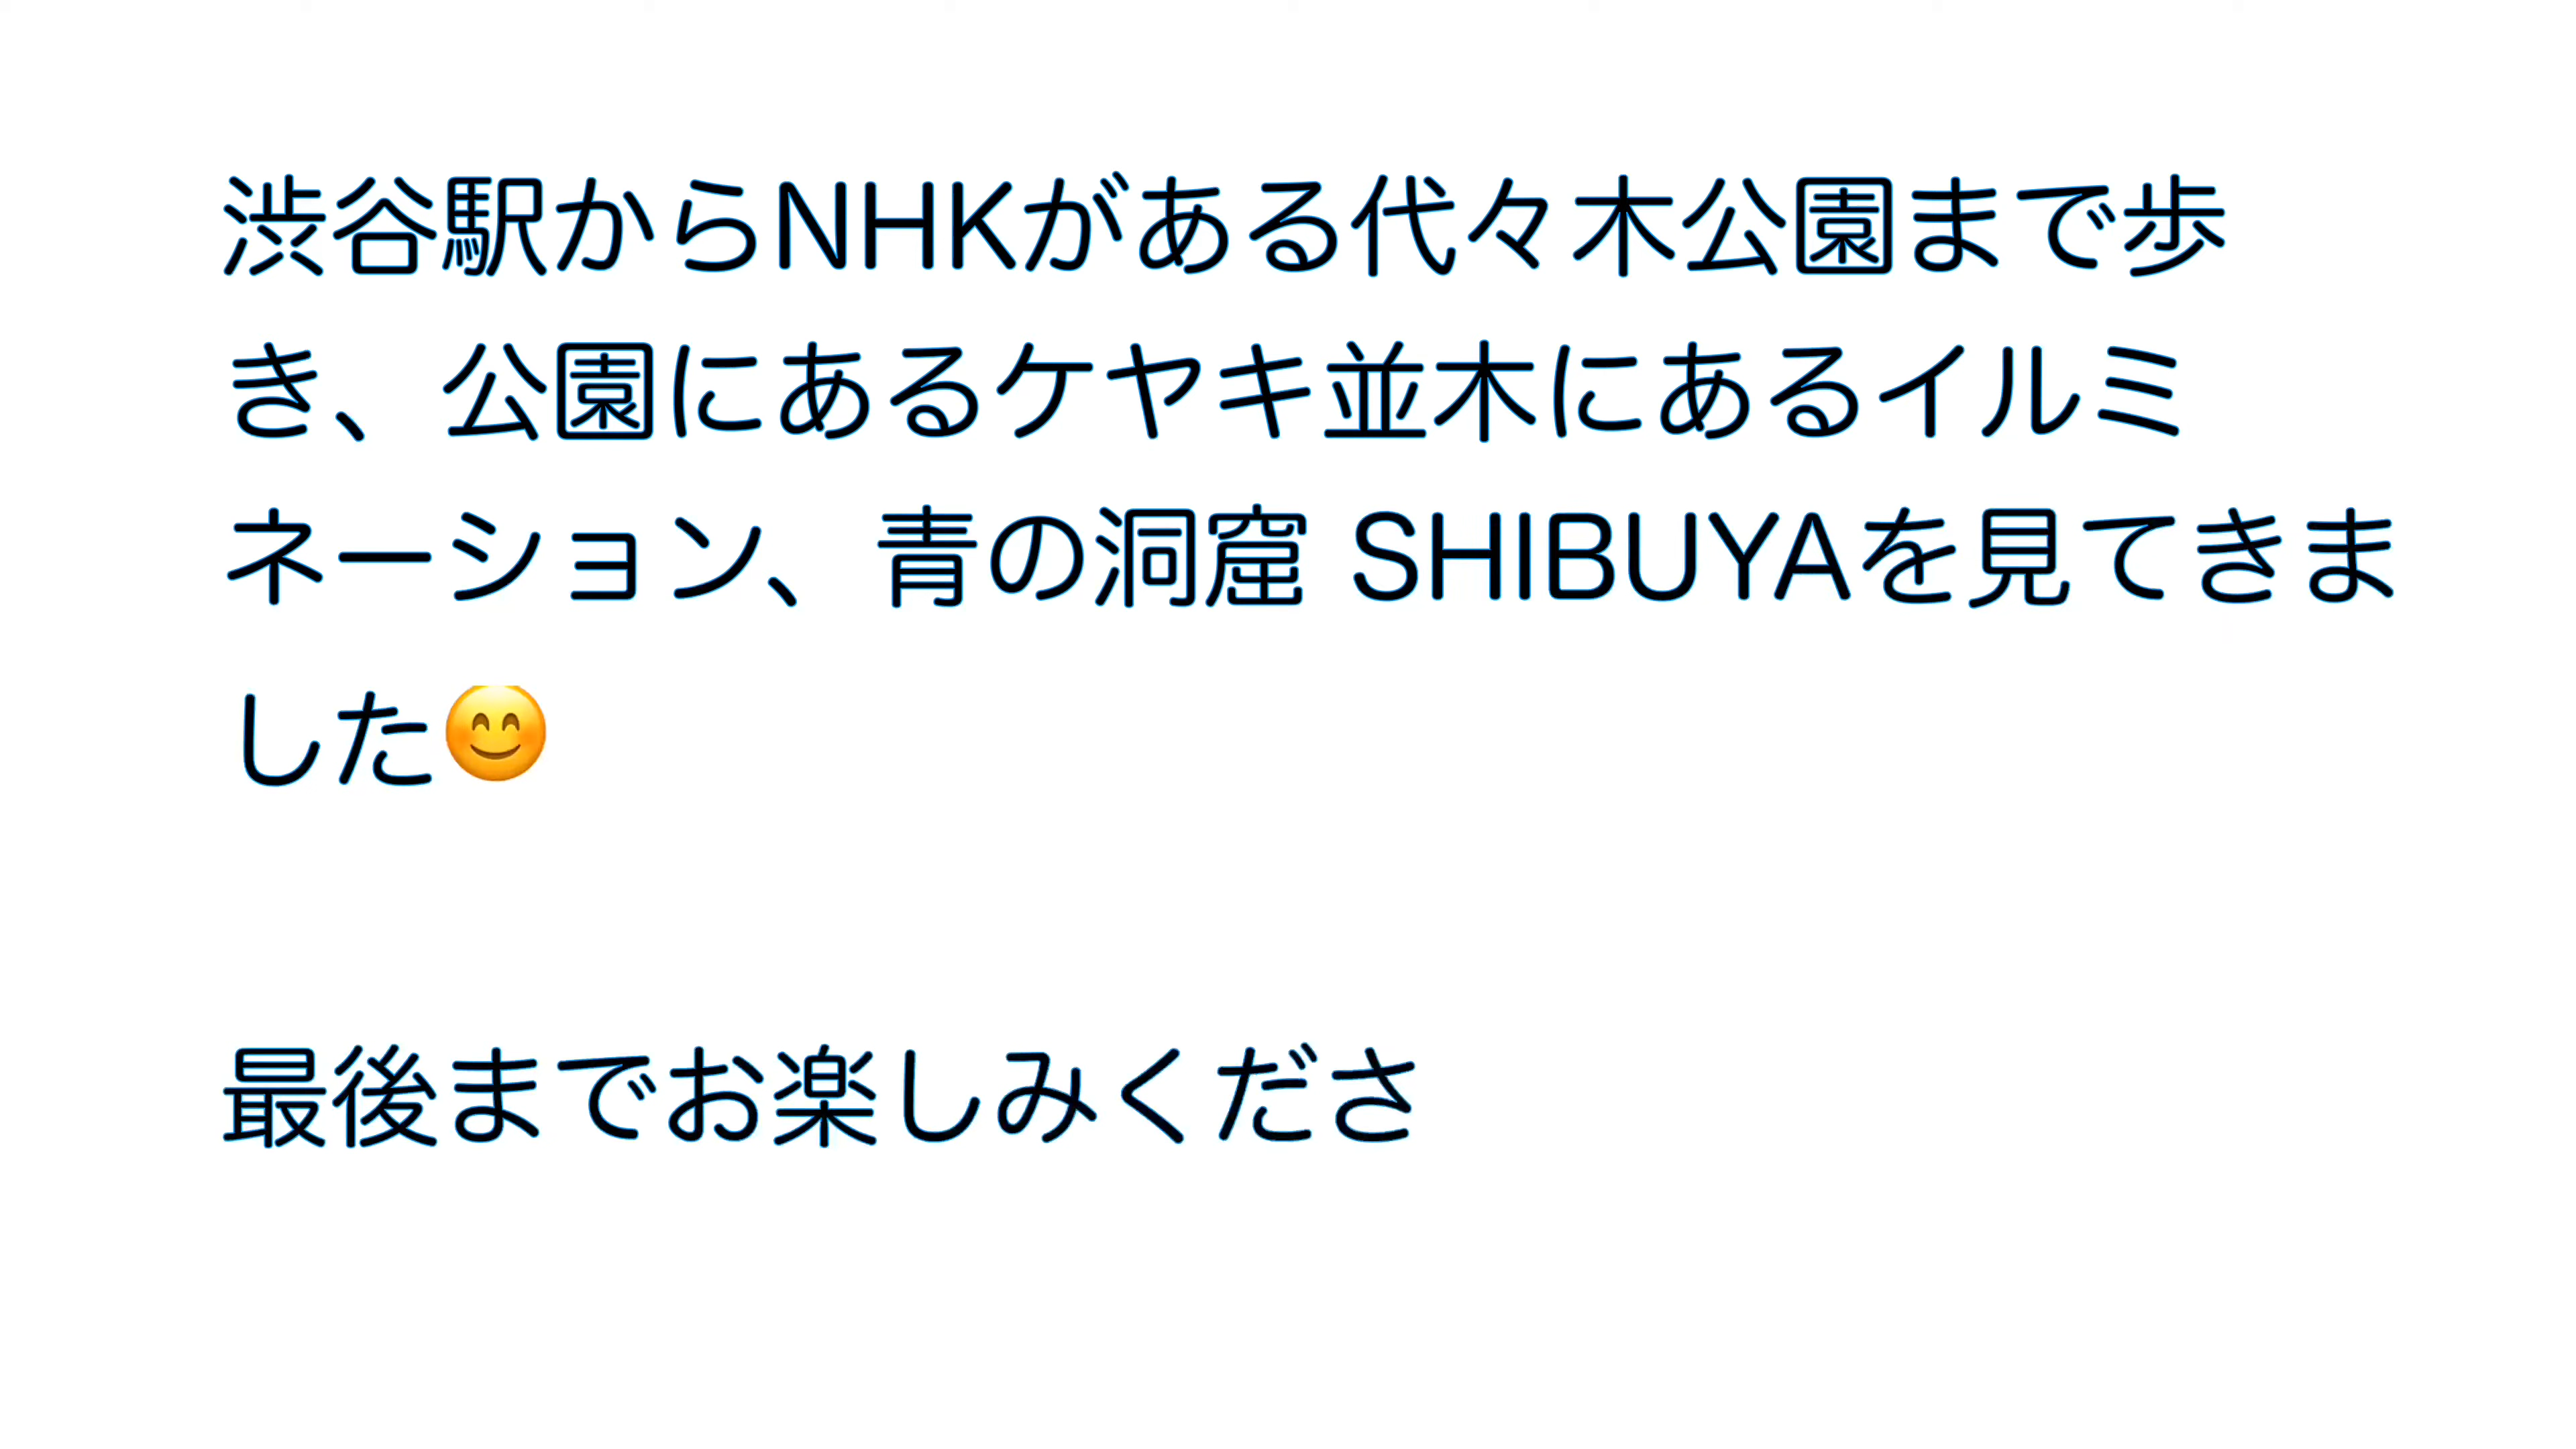 渋谷駅からNHKがある代々木公園まで歩
き、公園にあるケヤキ並木にあるイルミ
ネーション、青の洞窟 SHIBUYAを見てきま
した😊
最後までお楽しみくださ